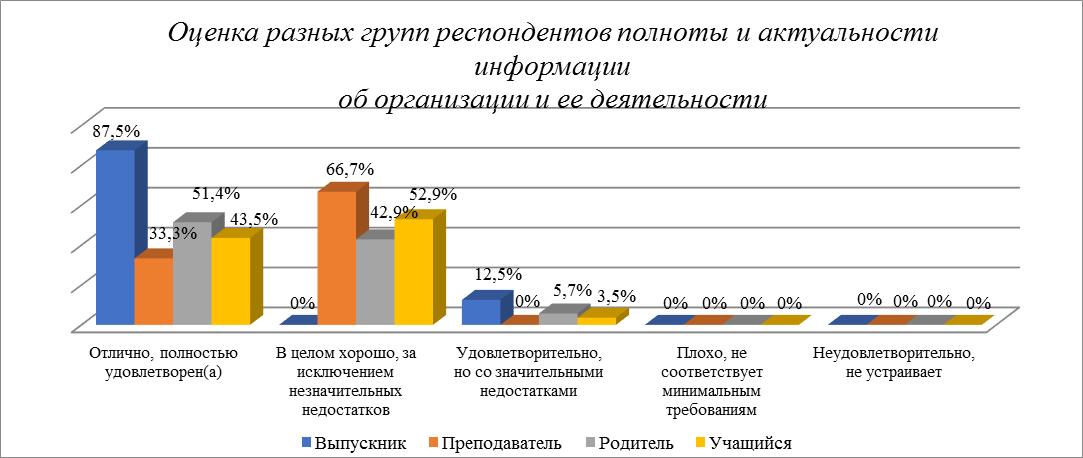 Оценка разных групп респондентов полноты и актуальности
информации
об организации и ее деятельности
87,5%
33,3%
51,4%
43,5%
0%
66,7%
42,9%
52,9%
12,5%
0%
5,7%
3,5%
0% 0% 0% 0%
0% 0% 0% 0%
Отлично, полностью
удовлетворен(а)
В целом хорошо, за
исключением
незначительных
недостатков
Удовлетворительно,
но со значительными
недостатками
Плохо, не
соответствует
минимальным
требованиям
Неудовлетворительно,
не устраивает
Выпускник Преподаватель Родитель Учащийся